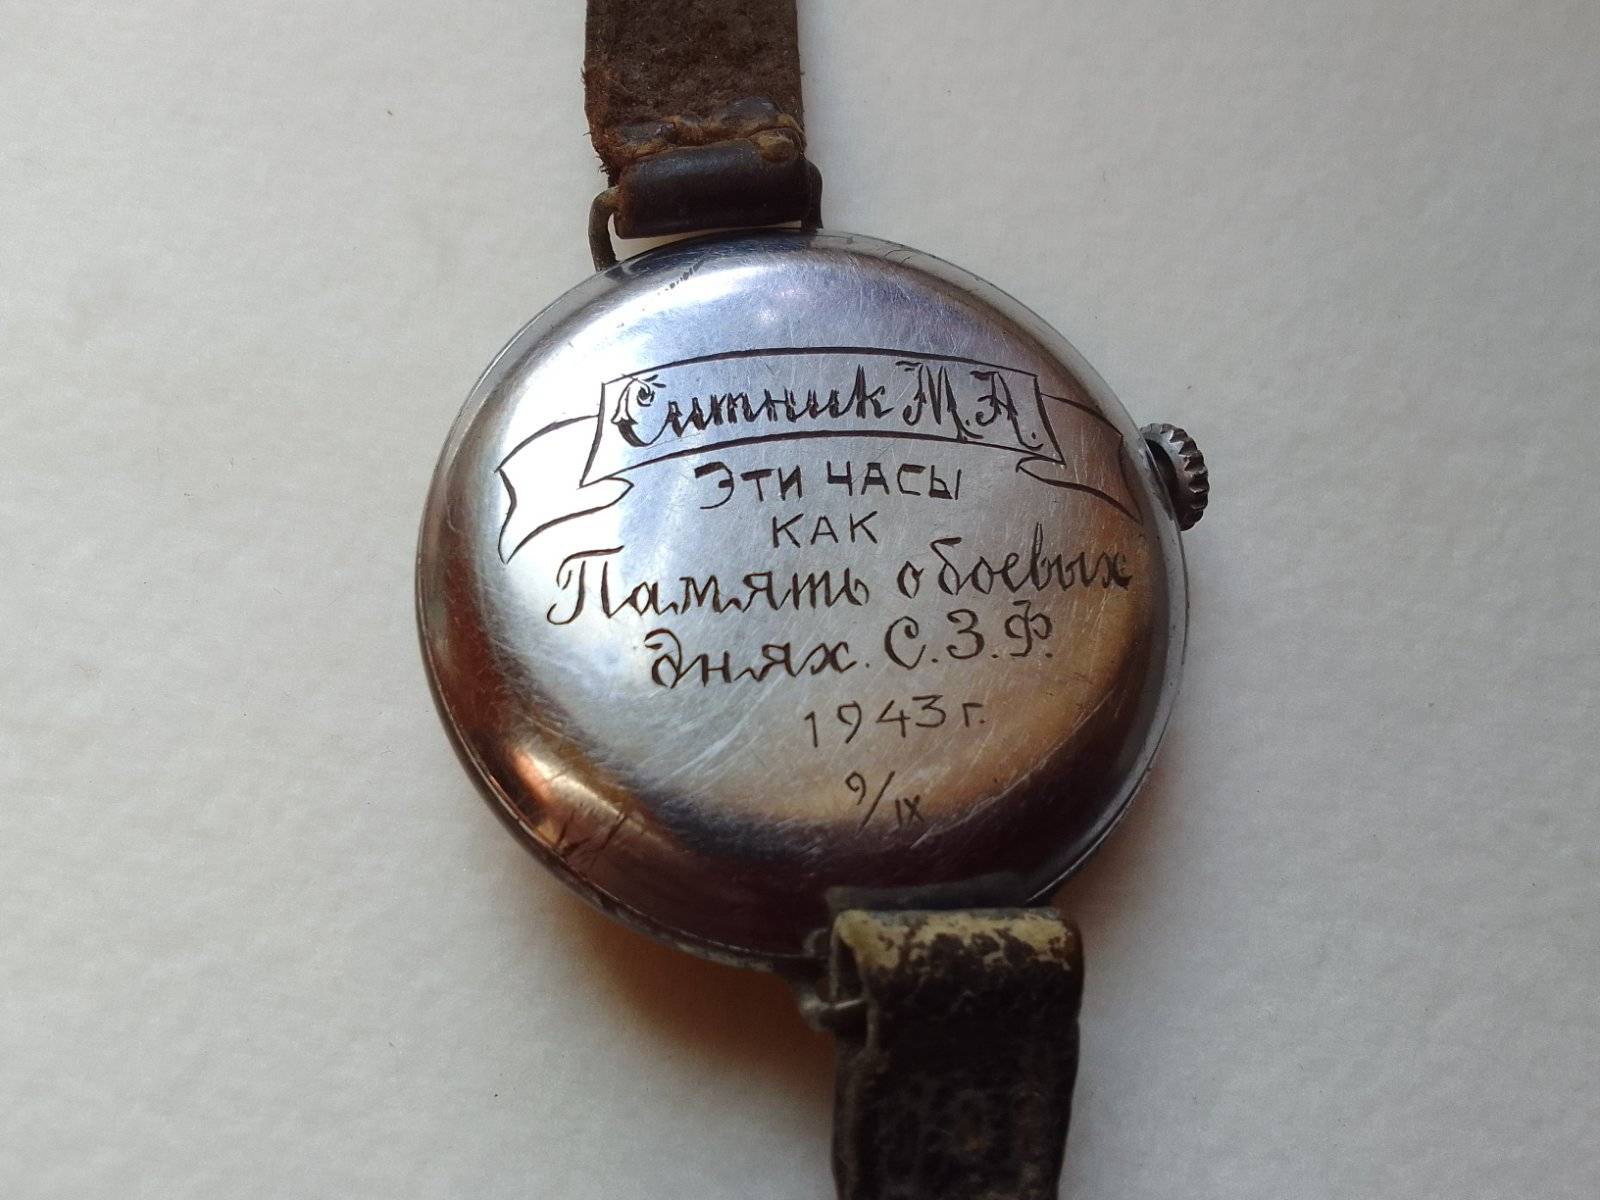 Ситник М.А.
Эти часы
как
Память о боевых
днях. С.З.Ф.
1943 г.
9/IX